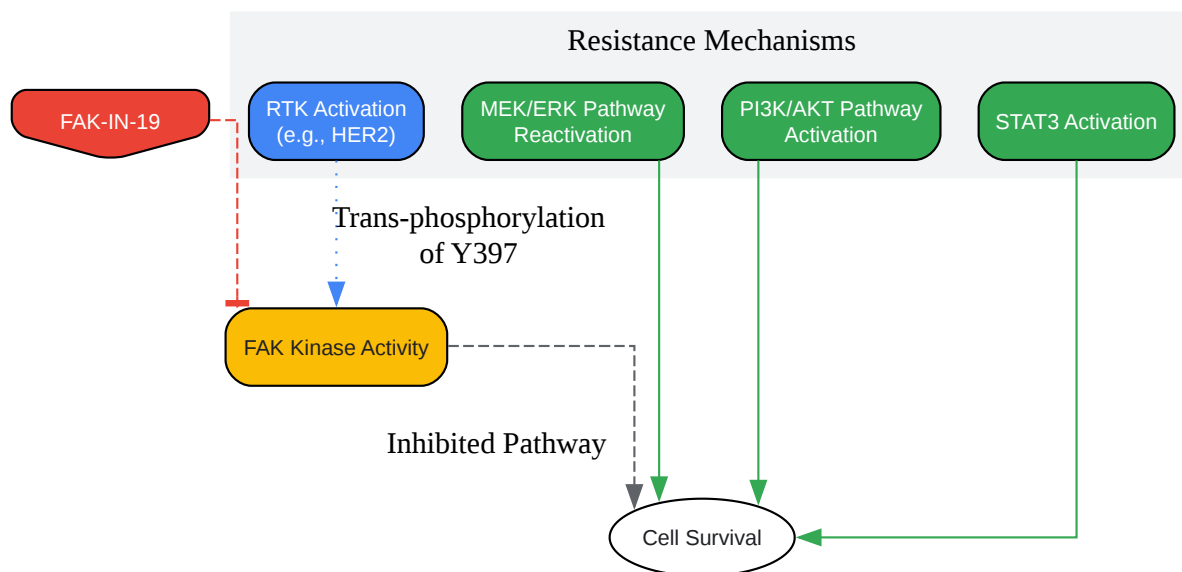 Resistance Mechanisms
FAK-IN-19
RTK Activation
(e.g., HER2)
MEK/ERK Pathway
Reactivation
PI3K/AKT Pathway
Activation
STAT3 Activation
Trans-phosphorylation
of Y397
FAK Kinase Activity
Inhibited Pathway
Cell Survival